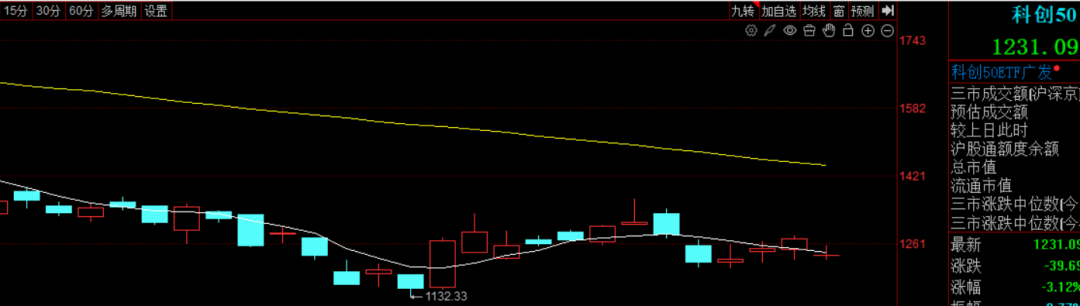 15分 30分 60分 多周期 设置
九转 加自选 均线 窗 预测
1743
1582
1421
1261
1132.33
科创50
1231.09
科创50ETF广发
三市成交额(沪深京
预估成交额
较上日此时
沪股通额度余额
总市值
流通市值
三市涨跌中位数(今
三市涨跌中位数(今
最新 1231.09
涨跌 -39.6
涨幅 -3.12%